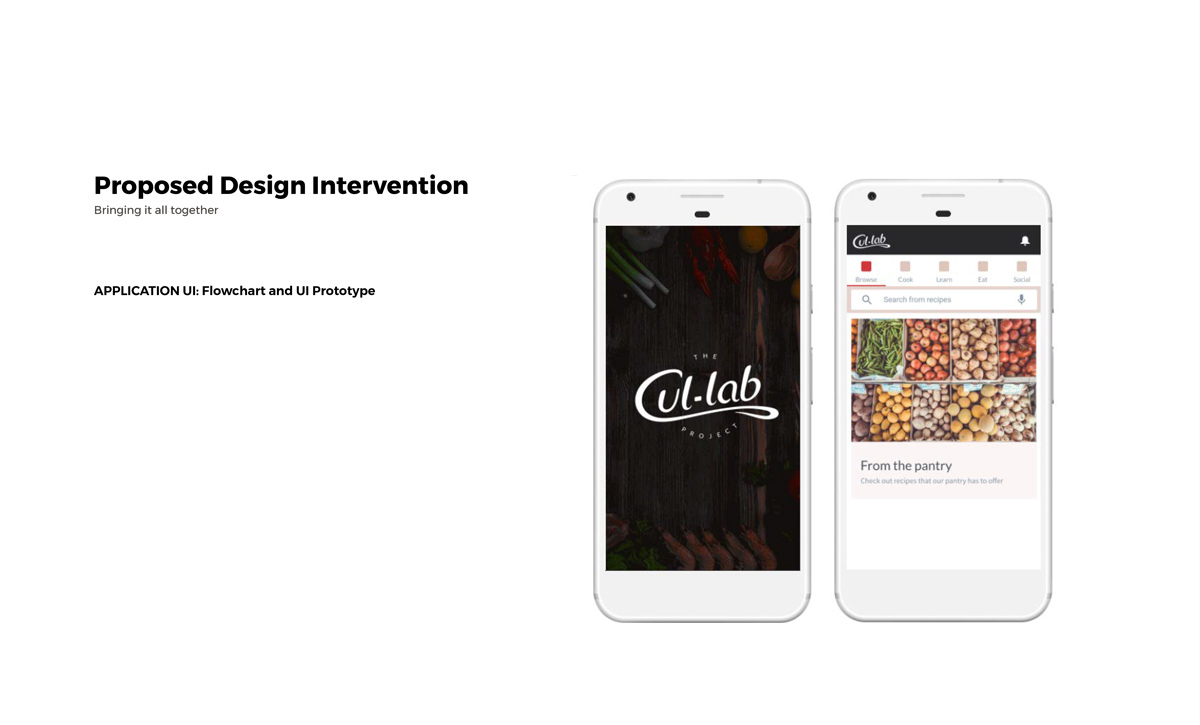 Proposed Design Intervention
Bringing it all together
APPLICATION UI: Flowchart and UI Prototype
THE
Cul-lab
PROJECT
Cul-lab
Browse Cook Learn Eat Social
Search from recipes
From the pantry
Check out recipes that our pantry has to offer